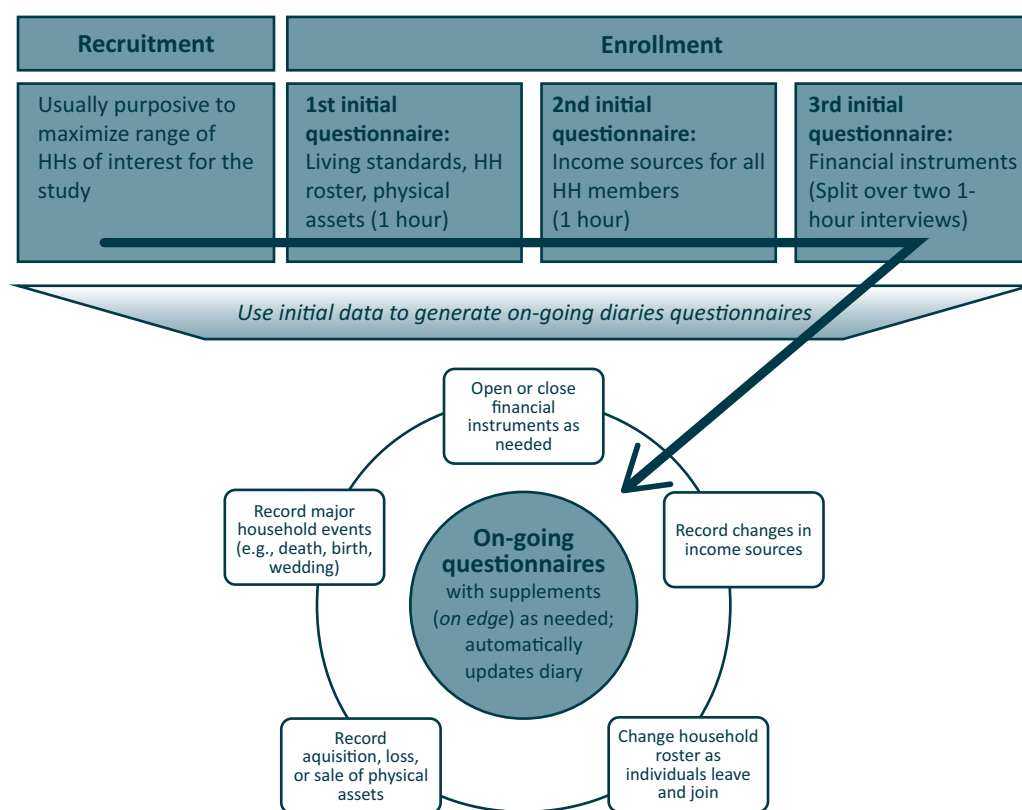 Recruitment
Enrollment
Usually purposive to
maximize range of
HHs of interest for the
study
1st initial
questionnaire:
Living standards, HH
roster, physical
assets (1 hour)
2nd initial
questionnaire:
Income sources for all
HH members
(1 hour)
3rd initial
questionnaire:
Financial instruments
(Split over two 1-
hour interviews)
Use initial data to generate on-going diaries questionnaires
Open or close
financial
instruments as
needed
Record major
household events
(e.g., death, birth,
wedding)
Record changes in
income sources
On-going
questionnaires
with supplements
(on edge) as needed;
automatically
updates diary
Record
aquisition, loss,
or sale of physical
assets
Change household
roster as
individuals leave
and join